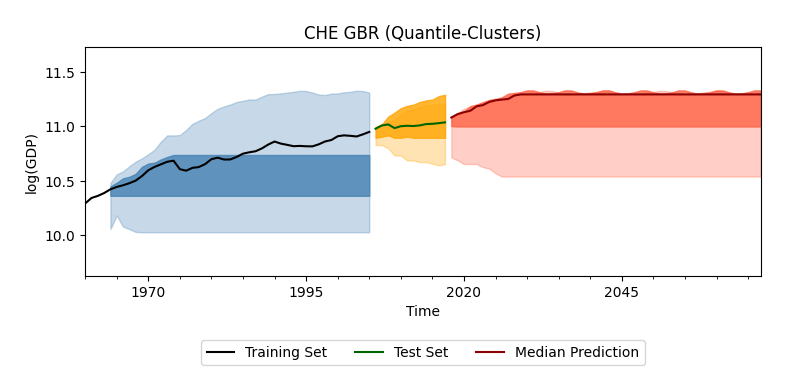 CHE GBR (Quantile-Clusters)
11.5
11.0
10.5
10.0
log(GDP)
1970 1995 2020 2045
Time
Training Set Test Set Median Prediction